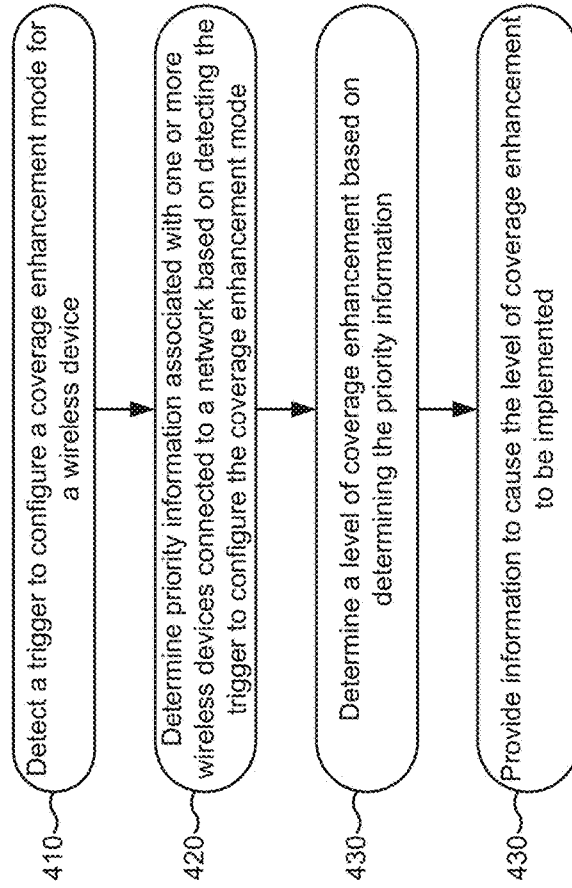 410
Detect a trigger to configure a coverage enhancement mode for
a wireless device
420
Determine priority information associated with one or more
wireless devices connected to a network based on detecting the
trigger to configure the coverage enhancement mode
430
Determine a level of coverage enhancement based on
determining the priority information
430
Provide information to cause the level of coverage enhancement
to be implemented